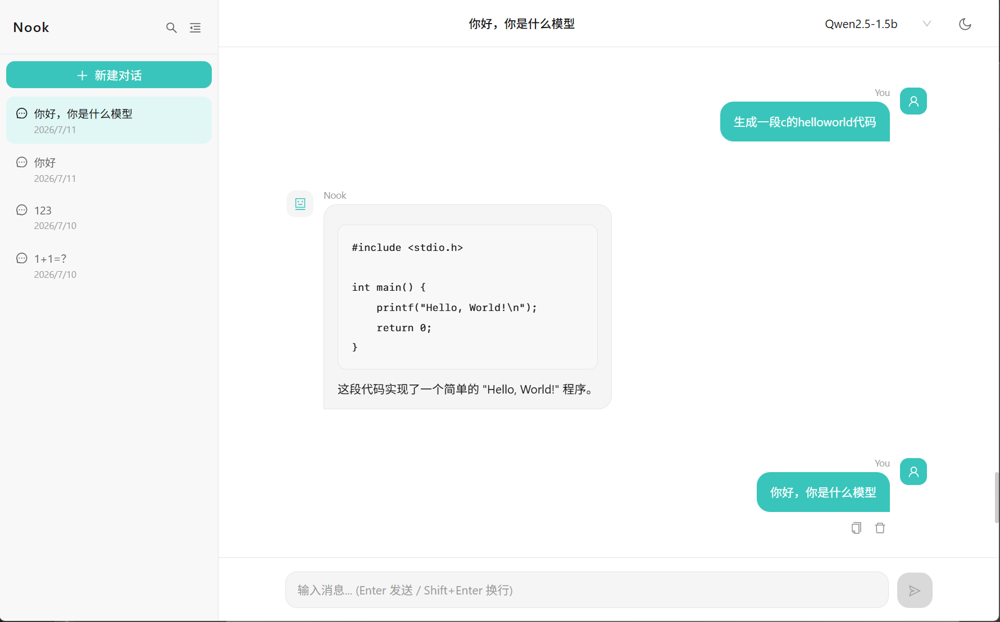 Nook
新建对话
你好，你是什么模型
2026/7/11
你好
2026/7/11
123
2026/7/10
1+1=？
2026/7/10
你好，你是什么模型
Qwen2.5-1.5b
You
生成一段c的helloworld代码
Nook
#include <stdio.h>
int main() {
    printf("Hello, World!\n");
    return 0;
}
这段代码实现了一个简单的 "Hello, World!" 程序。
You
你好，你是什么模型
输入消息... (Enter 发送 / Shift+Enter 换行)